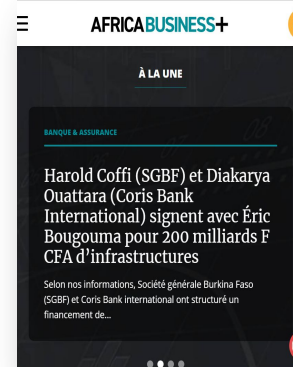 AFRICA BUSINESS+
À LA UNE
BANQUE & ASSURANCE
Harold Coffi (SGBF) et Diakarya
Ouattara (Coris Bank
International) signent avec Éric
Bougouma pour 200 milliards F
CFA d’infrastructures
Selon nos informations, Société générale Burkina Faso
(SGBF) et Coris Bank international ont structuré un
financement de...